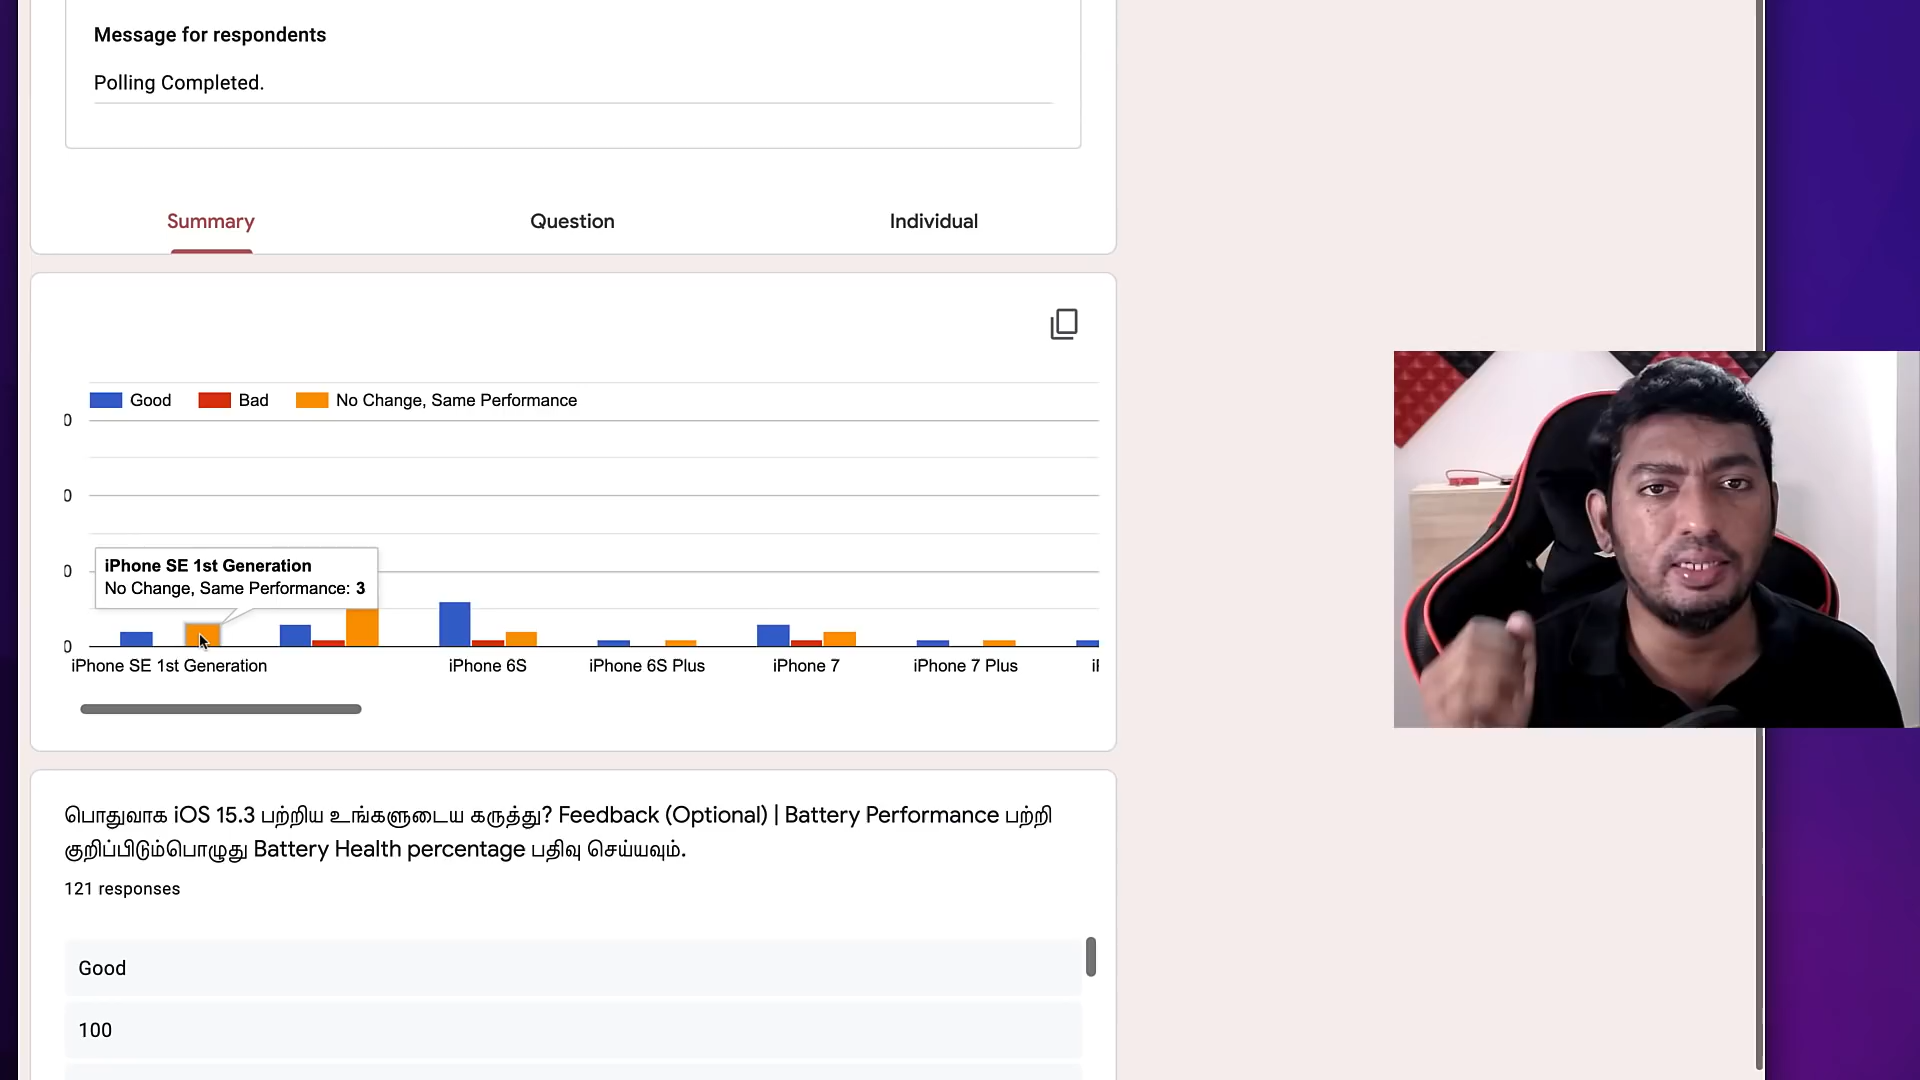 Message for respondents
Polling Completed.
Summary
Question
Individual
Good
Bad
No Change, Same Performance
0
0
0
iPhone SE 1st Generation
No Change, Same Performance: 3
0
iPhone SE 1st Generation
iPhone 6S
iPhone 6S Plus
iPhone 7
iPhone 7 Plus
பொதுவாக iOS 15.3 பற்றிய உங்களுடைய கருத்து? Feedback (Optional) | Battery Performance பற்றி
குறிப்பிடும்பொழுது Battery Health percentage பதிவு செய்யவும்.
121 responses
Good
100